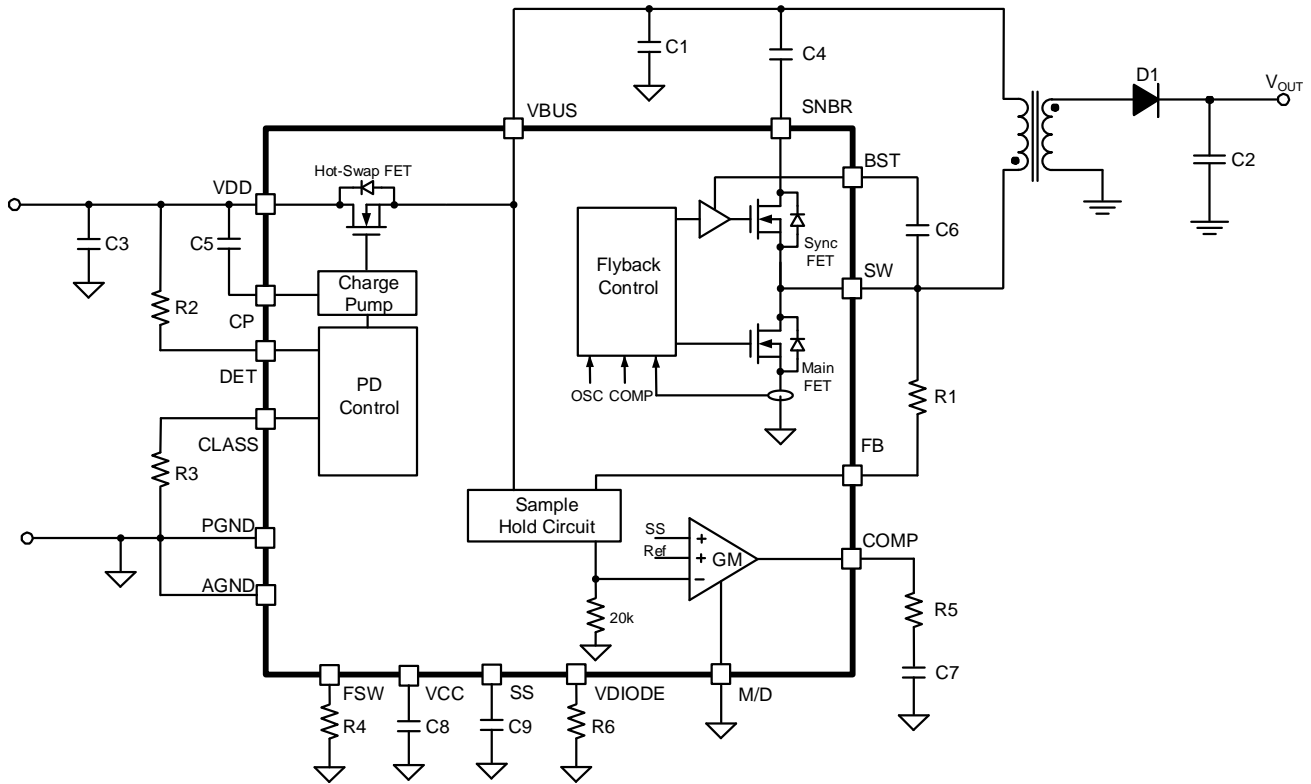 C1
C4
D1
VOUT
VBUS
SNBR
C2
Hot-Swap FET
BST
VDD
C3
C5
C6
Sync
FET
Flyback
Control
SW
Charge
Pump
R2
CP
DET
Main
FET
OSC
COMP
R1
PD
Control
CLASS
FB
R3
Sample
Hold Circuit
PGND
SS
Ref
+
+
−
GM
COMP
AGND
20k
R5
C7
FSW
VCC
SS
VDIODE
M/D
R4
C8
C9
R6